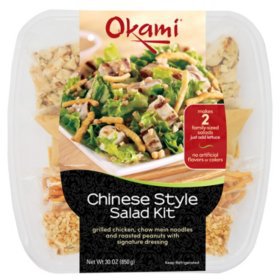 Okami
makes
2
family-sized
salads
just add lettuce
no artificial
flavors or colors
Chinese Style
Salad Kit
grilled chicken, chow mein noodles
and roasted peanuts with
signature dressing
Net Wt 30 OZ (850g)
Keep Refrigerated